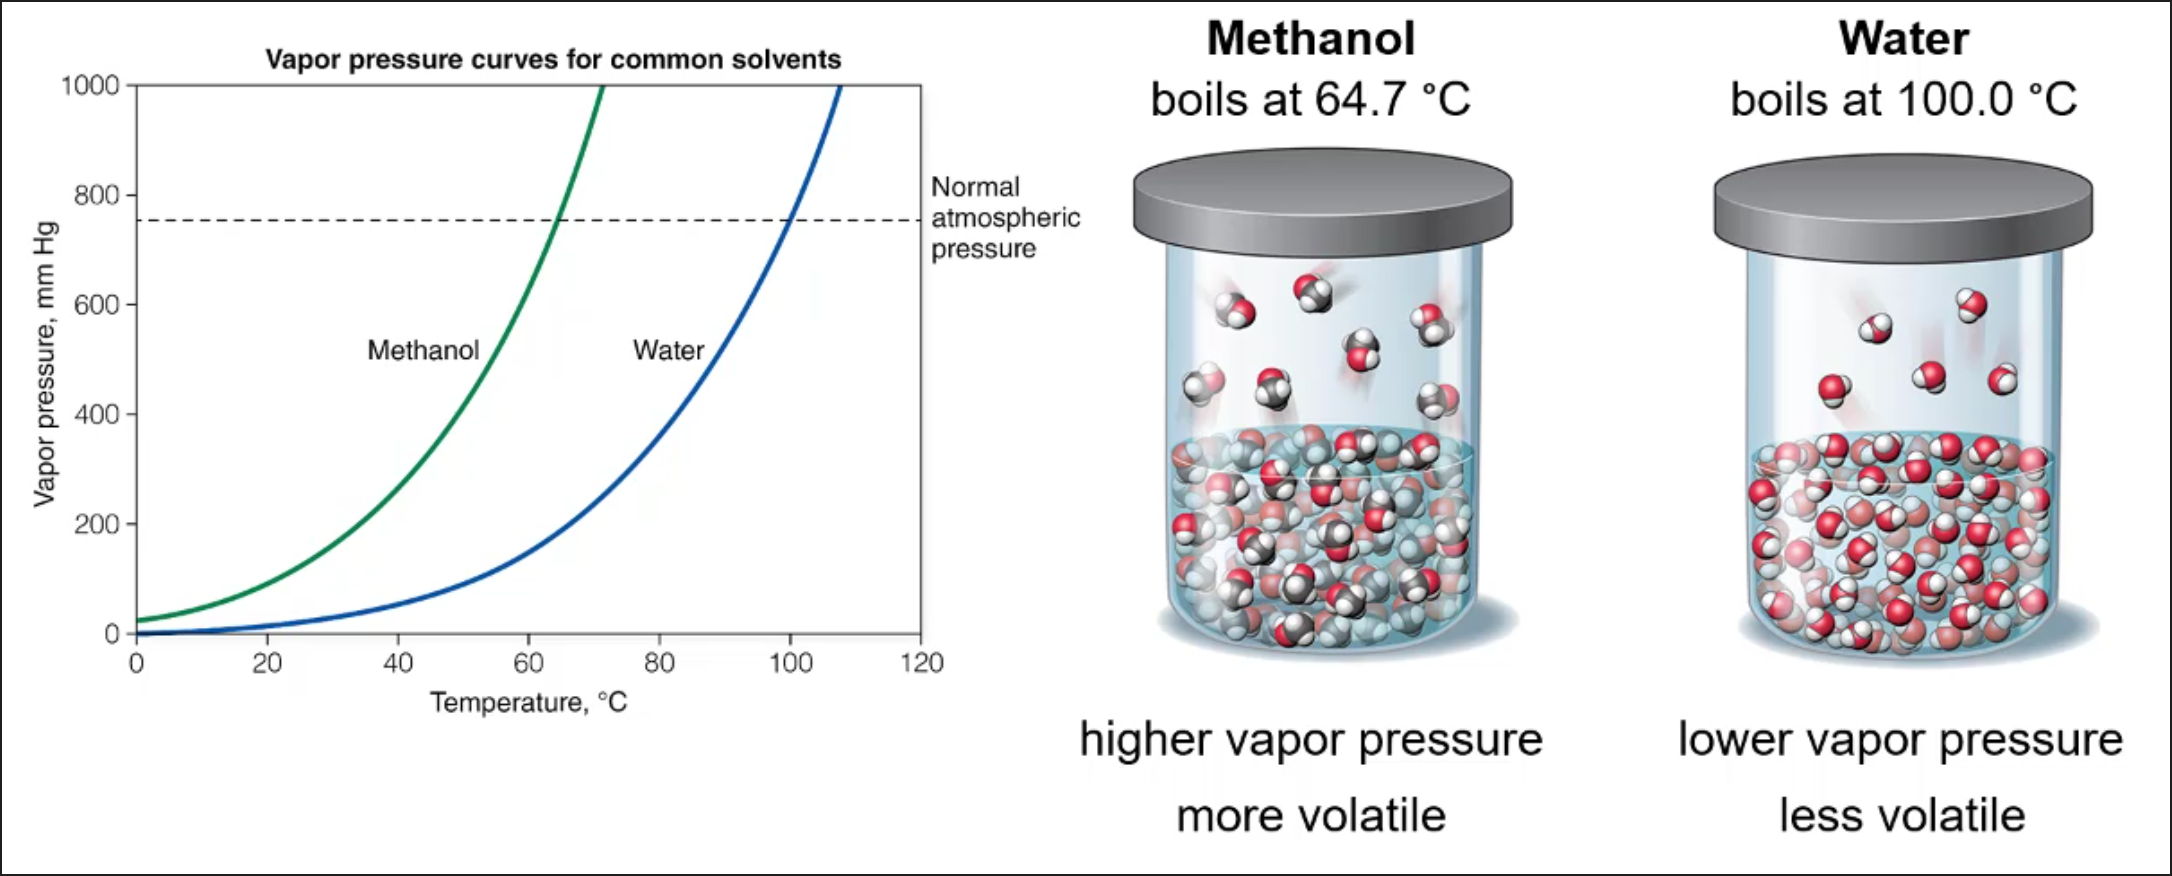 Vapor pressure curves for common solvents
1000
800
600
400
200
0
Vapor pressure, mm Hg
Methanol
Water
Normal
atmospheric
pressure
0 20 40 60 80 100 120
Temperature, °C
Methanol
boils at 64.7 °C
higher vapor pressure
more volatile
Water
boils at 100.0 °C
lower vapor pressure
less volatile